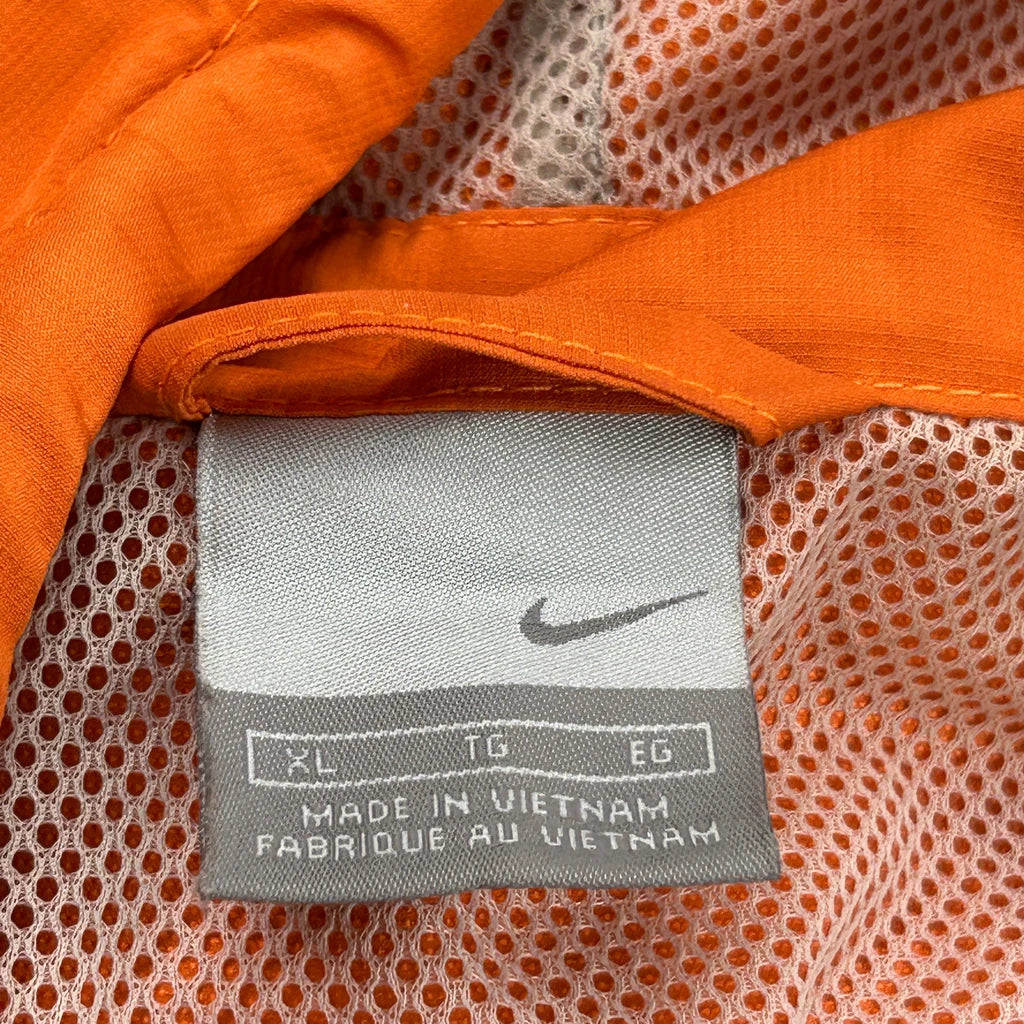 XL TG EG
MADE IN VIETNAM
FABRIQUE AU VIETNAM